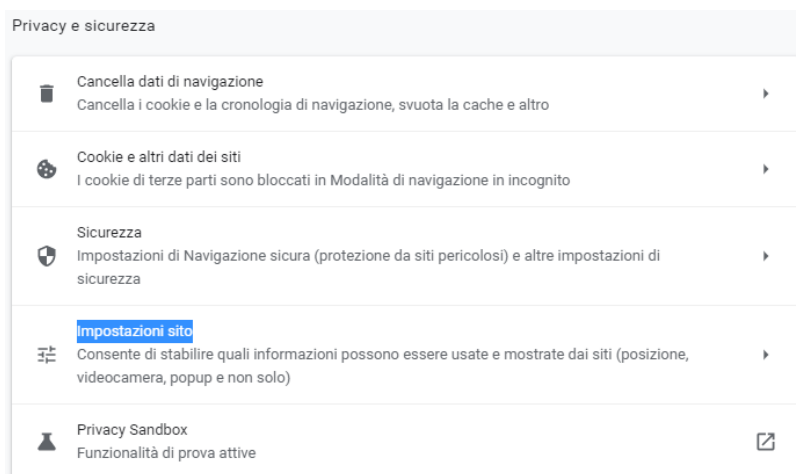 Privacy e sicurezza
Cancella dati di navigazione
Cancella i cookie e la cronologia di navigazione, svuota la cache e altro
Cookie e altri dati dei siti
I cookie di terze parti sono bloccati in Modalità di navigazione in incognito
Sicurezza
Impostazioni di Navigazione sicura (protezione da siti pericolosi) e altre impostazioni di
sicurezza
Impostazioni sito
Consente di stabilire quali informazioni possono essere usate e mostrate dai siti (posizione,
videocamera, popup e non solo)
Privacy Sandbox
Funzionalità di prova attive